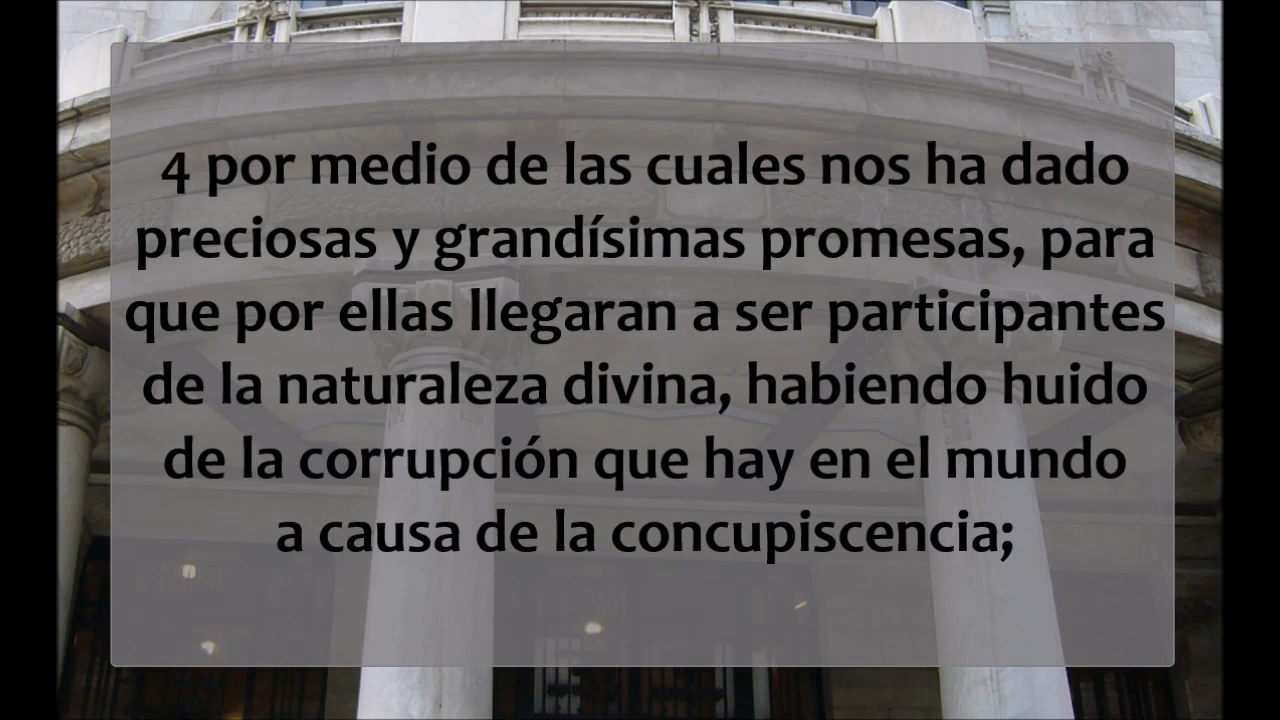 4 por medio de las cuales nos ha dado
preciosas y grandísimas promesas, para
que por ellas llegaran a ser participantes
de la naturaleza divina, habiendo huido
de la corrupción que hay en el mundo
a causa de la concupiscencia;